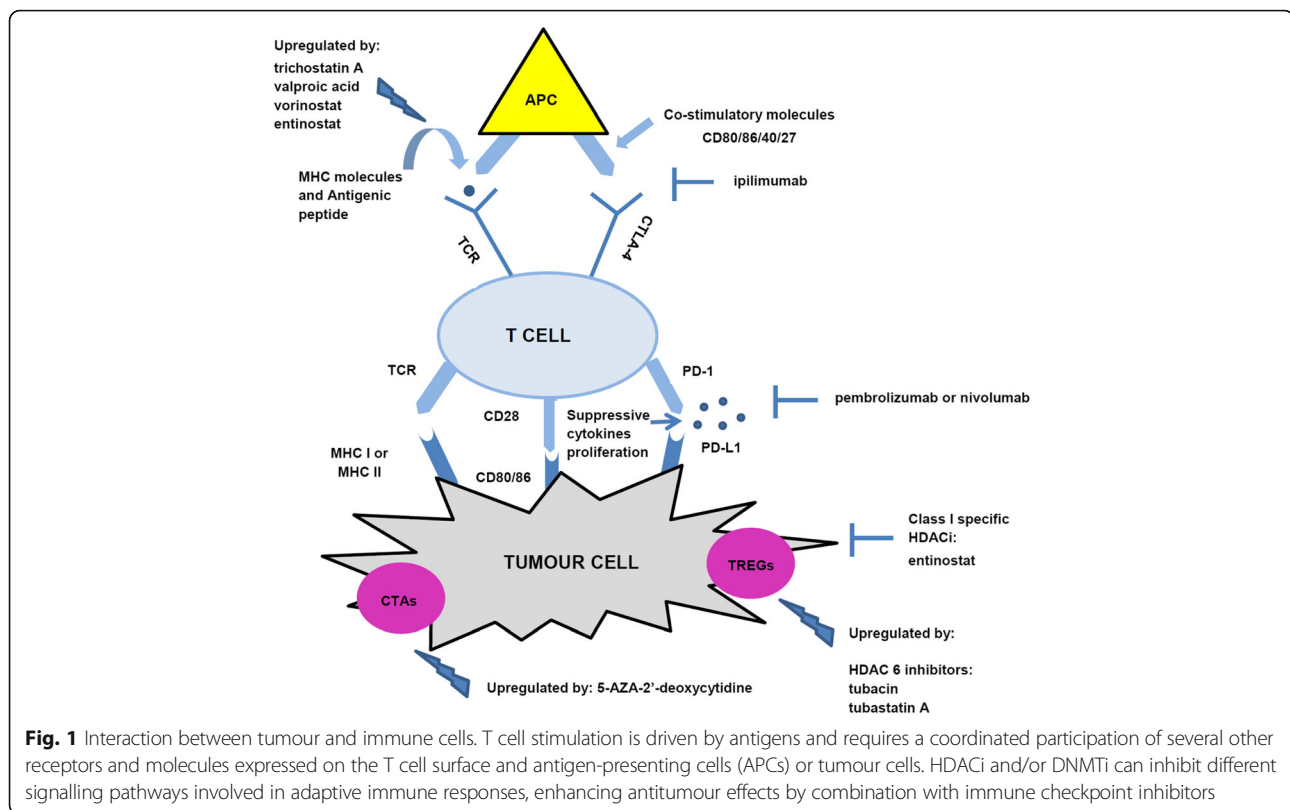 Upregulated by:
trichostatin A
valproic acid
vorinostat
entinostat
APC
Co-stimulatory molecules
CD80/86/40/27
MHC molecules
and Antigenic
peptide
ipilimumab
TCR
CTLA-4
T CELL
TCR
PD-1
CD28
Suppressive
cytokines
proliferation
pembrolizumab or nivolumab
PD-L1
MHC I or
MHC II
CD80/86
Class I specific
HDACi:
entinostat
TUMOUR CELL
TREGs
CTAs
Upregulated by:
HDAC 6 inhibitors:
tubacin
tubastatin A
Upregulated by: 5-AZA-2'-deoxycytidine
Fig. 1 Interaction between tumour and immune cells. T cell stimulation is driven by antigens and requires a coordinated participation of several other
receptors and molecules expressed on the T cell surface and antigen-presenting cells (APCs) or tumour cells. HDACi and/or DNMTi can inhibit different
signalling pathways involved in adaptive immune responses, enhancing antitumour effects by combination with immune checkpoint inhibitors